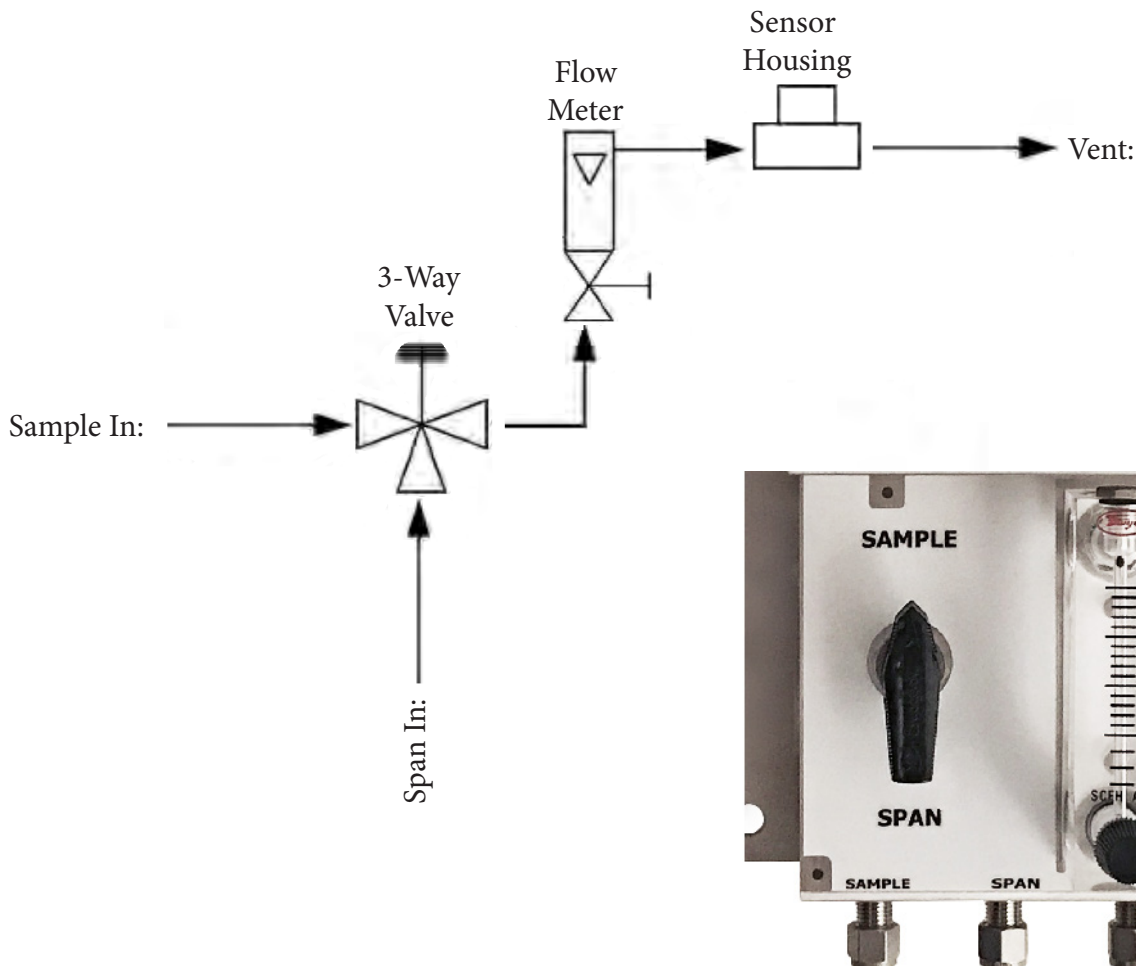 Sensor
Housing
Flow
Meter
Vent:
3-Way
Valve
Sample In:
Span In:
SAMPLE
SPAN
SCFH
SAMPLE
SPAN